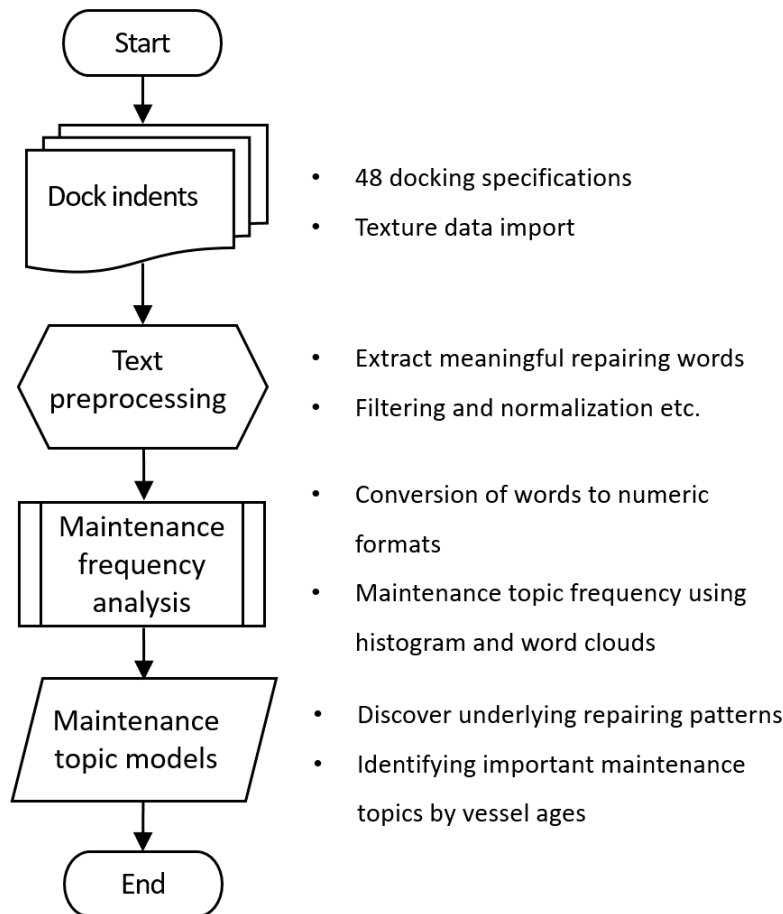 Start
Dock indents
• 48 docking specifications
• Texture data import
Text
preprocessing
• Extract meaningful repairing words
• Filtering and normalization etc.
Maintenance
frequency
analysis
• Conversion of words to numeric
formats
• Maintenance topic frequency using
histogram and word clouds
Maintenance
topic models
• Discover underlying repairing patterns
• Identifying important maintenance
topics by vessel ages
End